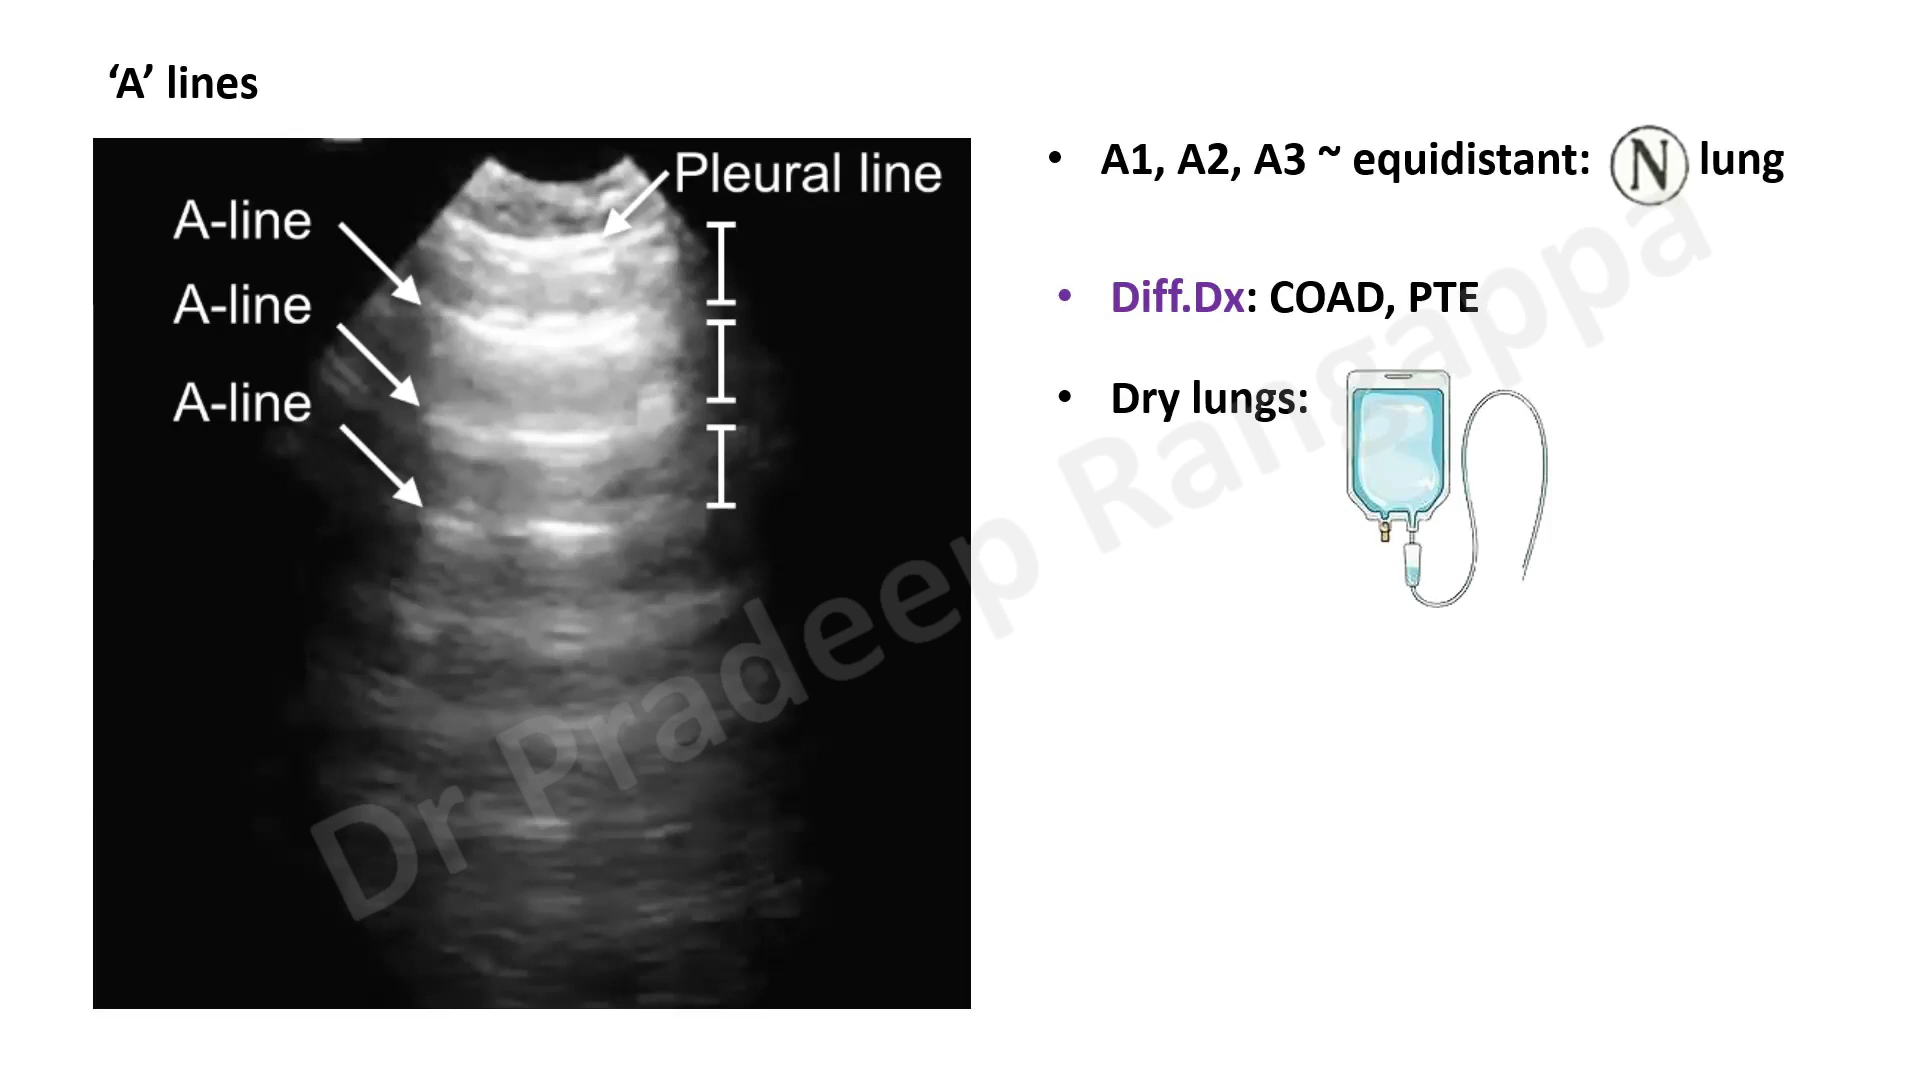 ‘A’ lines
Pleural line
A-line
A-line
A-line
• A1, A2, A3 ~ equidistant: N lung
• Diff.Dx: COAD, PTE
• Dry lungs:
Dr Pradeep Rangappa